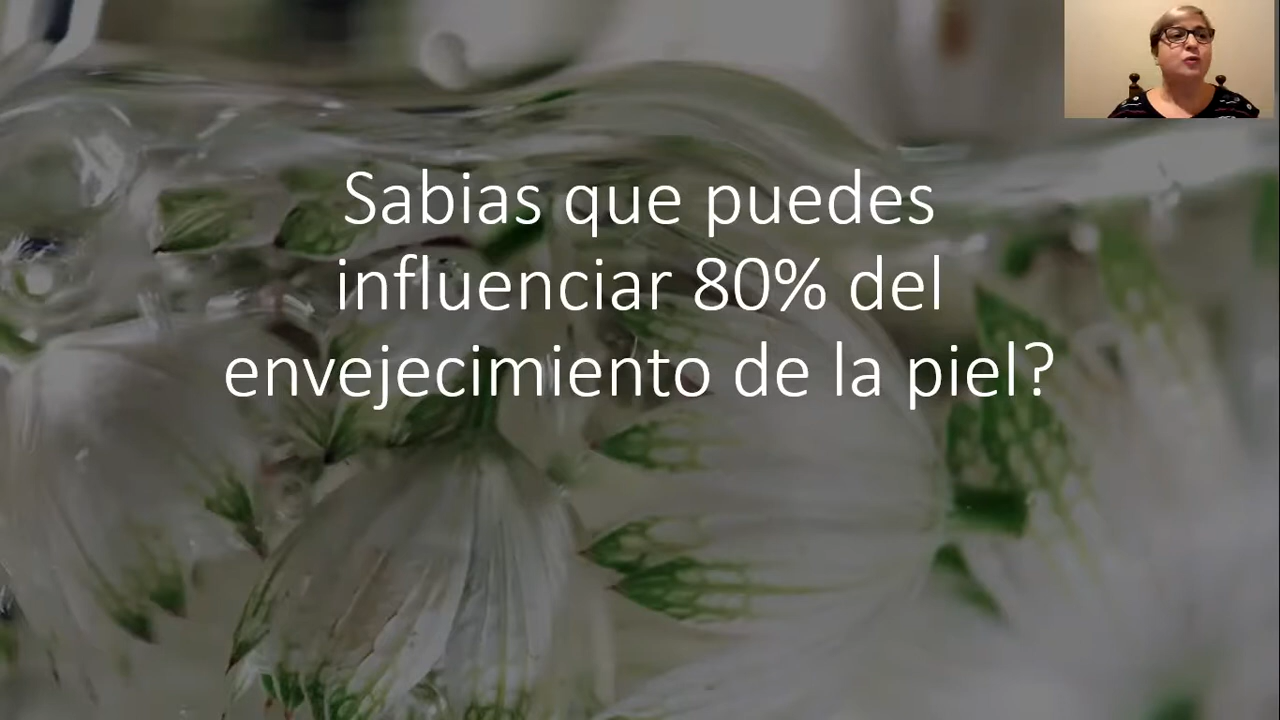 Sabias que puedes
influenciar 80% del
envejecimiento de la piel?